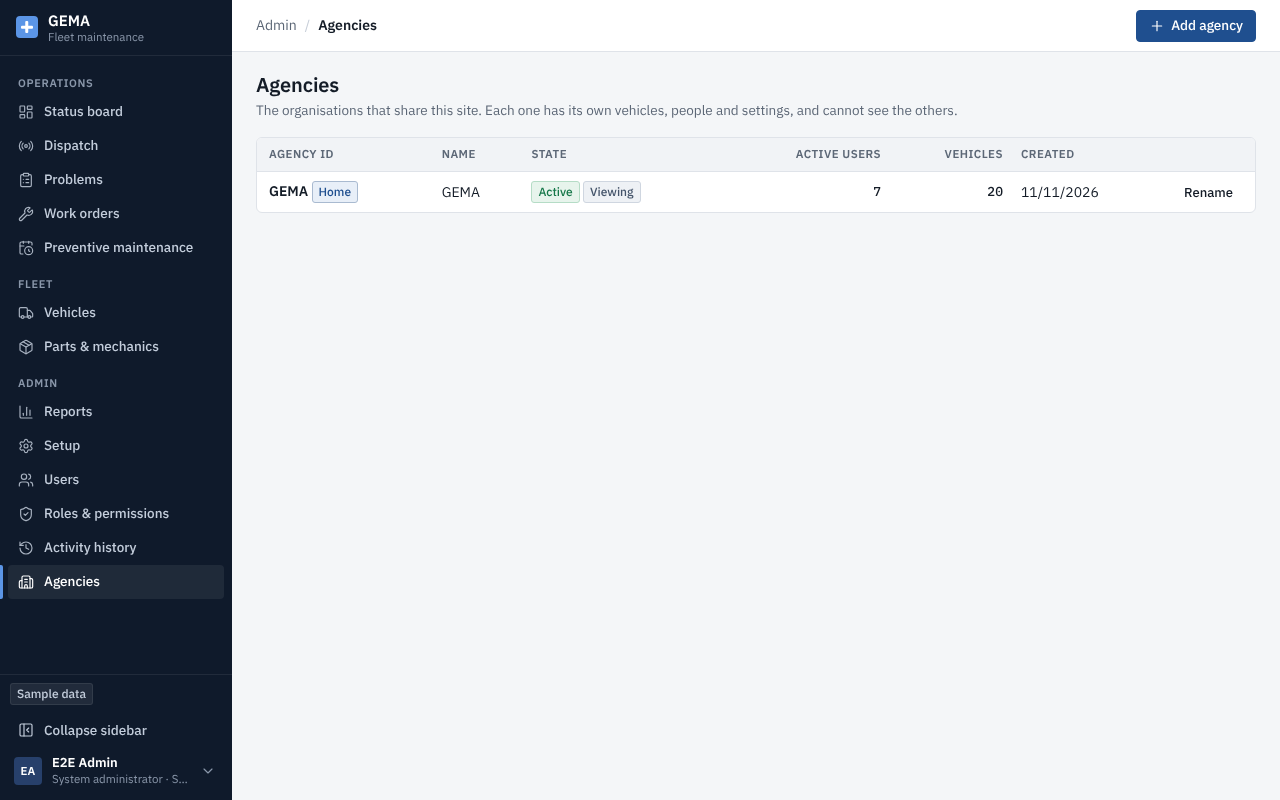 GEMA
Fleet maintenance
OPERATIONS
Status board
Dispatch
Problems
Work orders
Preventive maintenance
FLEET
Vehicles
Parts & mechanics
ADMIN
Reports
Setup
Users
Roles & permissions
Activity history
Agencies
Sample data
Collapse sidebar
EA
E2E Admin
System administrator · S...
Admin / Agencies
Add agency
Agencies
The organisations that share this site. Each one has its own vehicles, people and settings, and cannot see the others.
AGENCY ID NAME STATE ACTIVE USERS VEHICLES CREATED
GEMA Home GEMA Active Viewing 7 20 11/11/2026 Rename